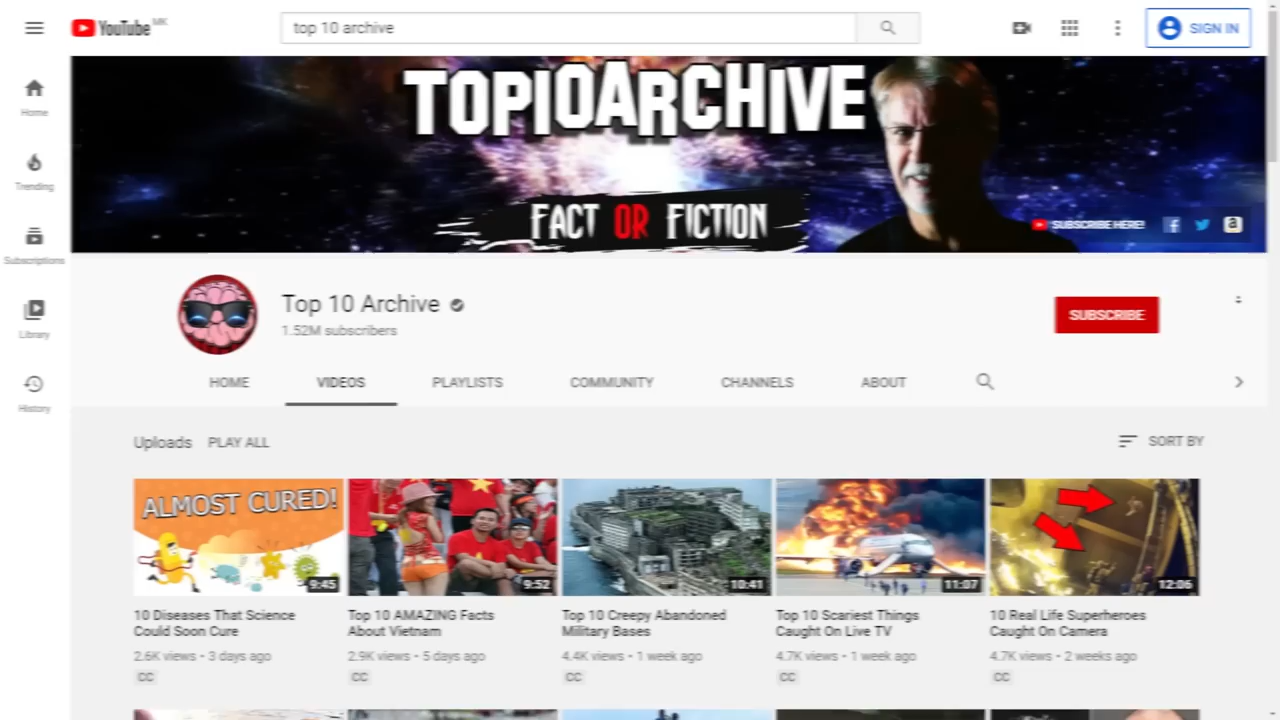 YouTube MK
top 10 archive
SIGN IN
Home
Trending
Subscriptions
Library
History
TOP10ARCHIVE
FACT OR FICTION
SUBSCRIBE HERE!
Top 10 Archive
1.52M subscribers
SUBSCRIBE
HOME VIDEOS PLAYLISTS COMMUNITY CHANNELS ABOUT
Uploads PLAY ALL
SORT BY
ALMOST CURED!
9:45
9:52
10:41
11:07
12:06
10 Diseases That Science
Could Soon Cure
2.6K views • 3 days ago
CC
Top 10 AMAZING Facts
About Vietnam
2.9K views • 5 days ago
CC
Top 10 Creepy Abandoned
Military Bases
4.4K views • 1 week ago
CC
Top 10 Scariest Things
Caught On Live TV
4.7K views • 1 week ago
CC
10 Real Life Superheroes
Caught On Camera
4.7K views • 2 weeks ago
CC